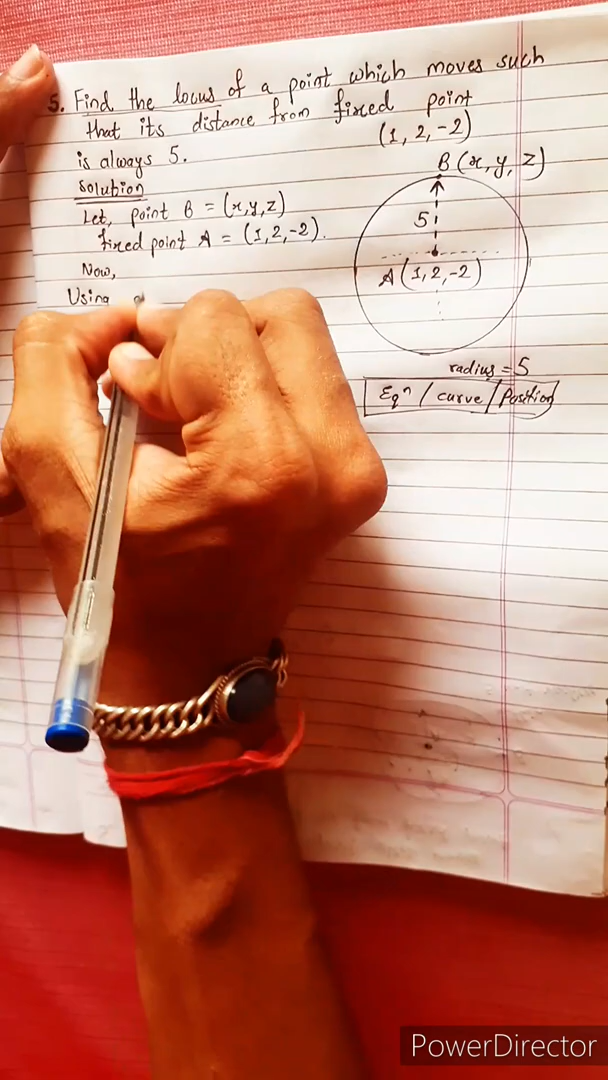 5. Find the locus of a point which moves such
that its distance from fixed point
(1, 2, -2)
is always 5.
solution
Let, point B = (x,y,z)
fixed point A = (1,2,-2).
Now,
Using
B (x, y, z)
5
A (1,2,-2)
radius = 5
Eqⁿ / curve / Position
PowerDirector